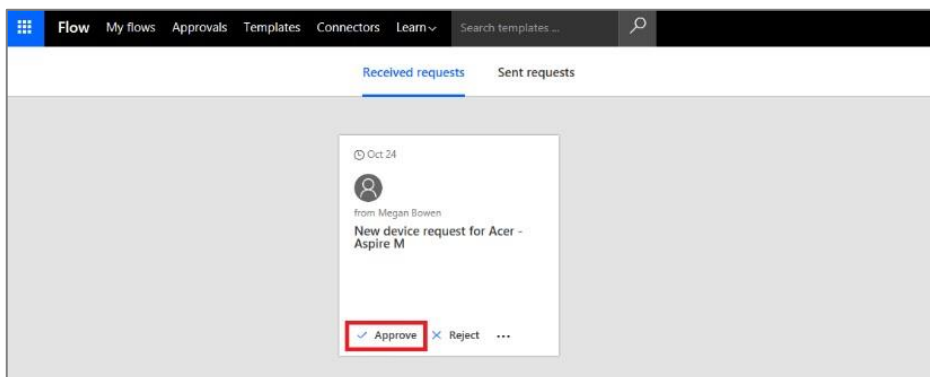 Flow My flows Approvals Templates Connectors Learn Search templates ...
Received requests Sent requests
Oct 24
from Megan Bowen
New device request for Acer -
Aspire M
Approve Reject ...